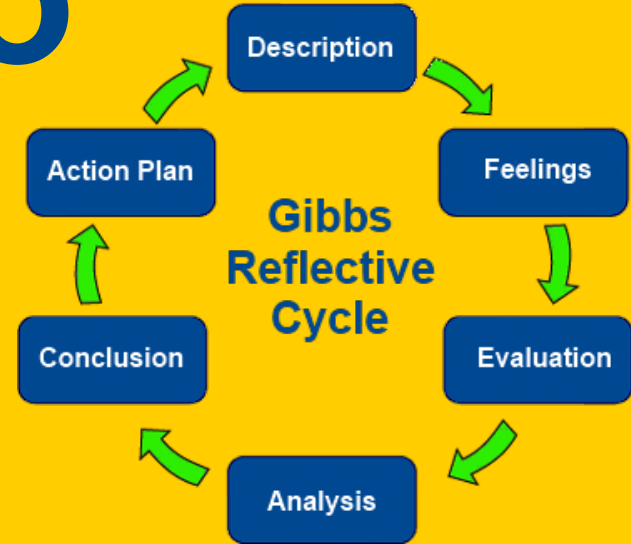 Description
Feelings
Evaluation
Analysis
Conclusion
Action Plan
Gibbs
Reflective
Cycle